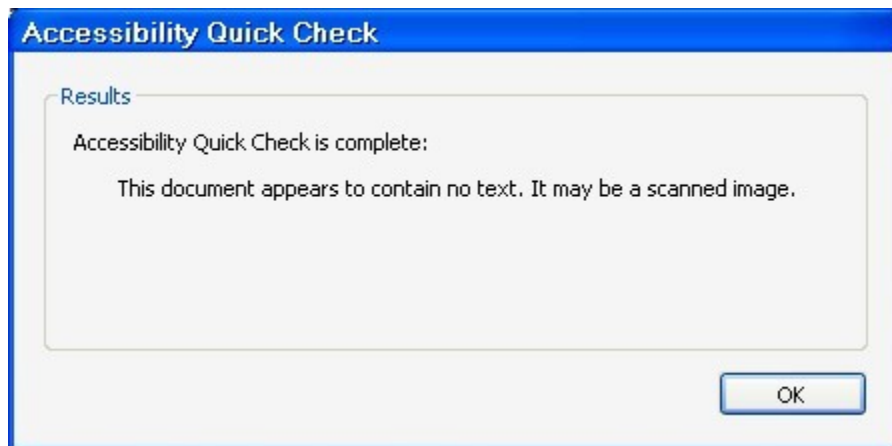 Accessibility Quick Check
Results
Accessibility Quick Check is complete:
This document appears to contain no text. It may be a scanned image.
OK